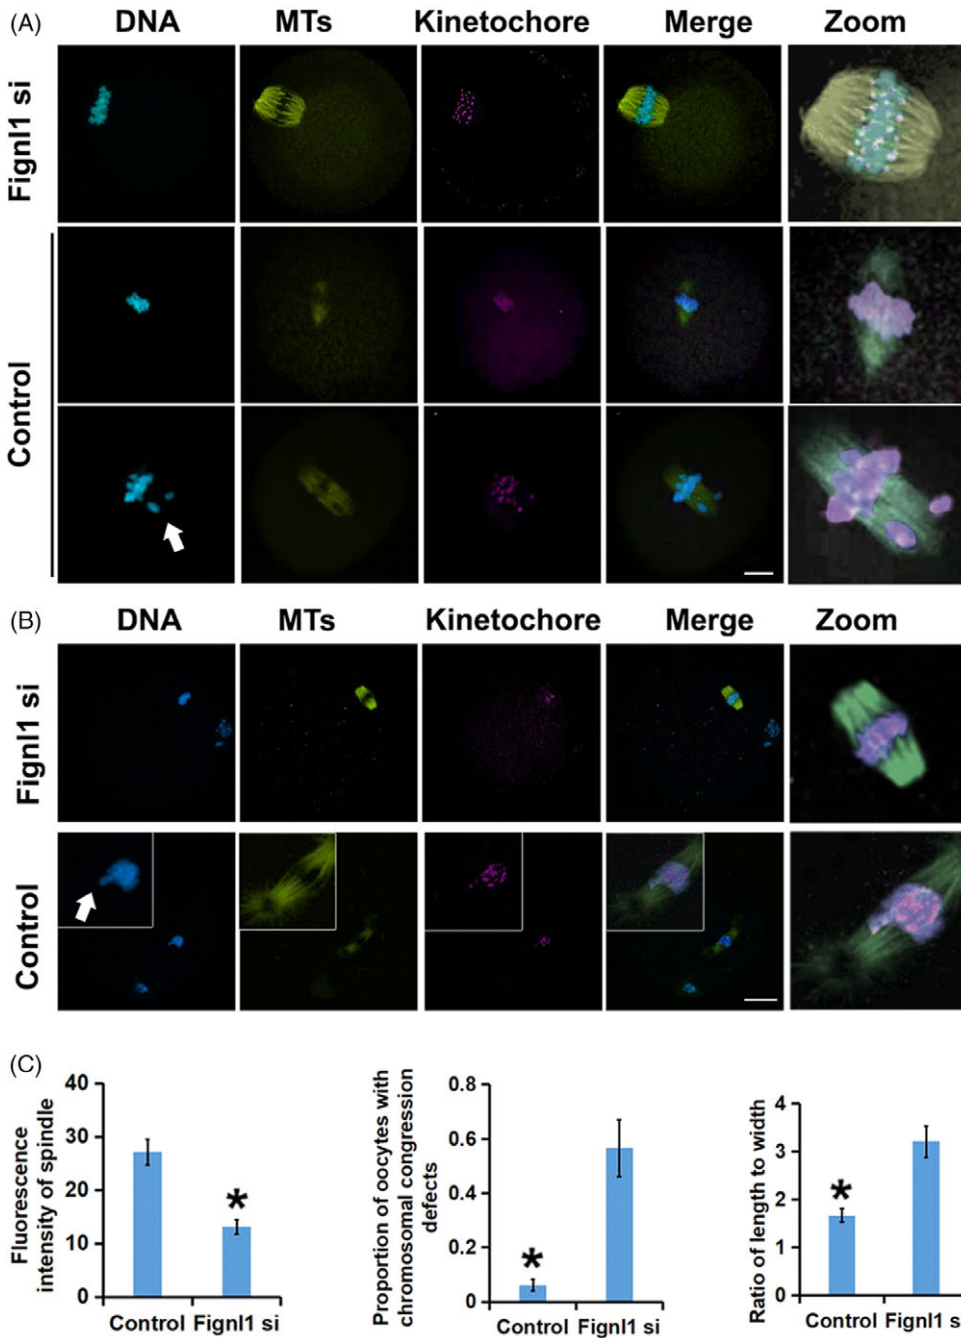 (A)
DNA MTs Kinetochore Merge Zoom
Fignl1 si
Control
(B)
DNA MTs Kinetochore Merge Zoom
Fignl1 si
Control
(C)
Fluorescence
intensity of spindle
40
30
20
10
0
*
Control Fignl1 si
Proportion of oocytes with
chromosomal congression
defects
0.8
0.6
0.4
0.2
0
*
Control Fignl1 si
Ratio of length to width
4
3
2
1
0
*
Control Fignl1 si